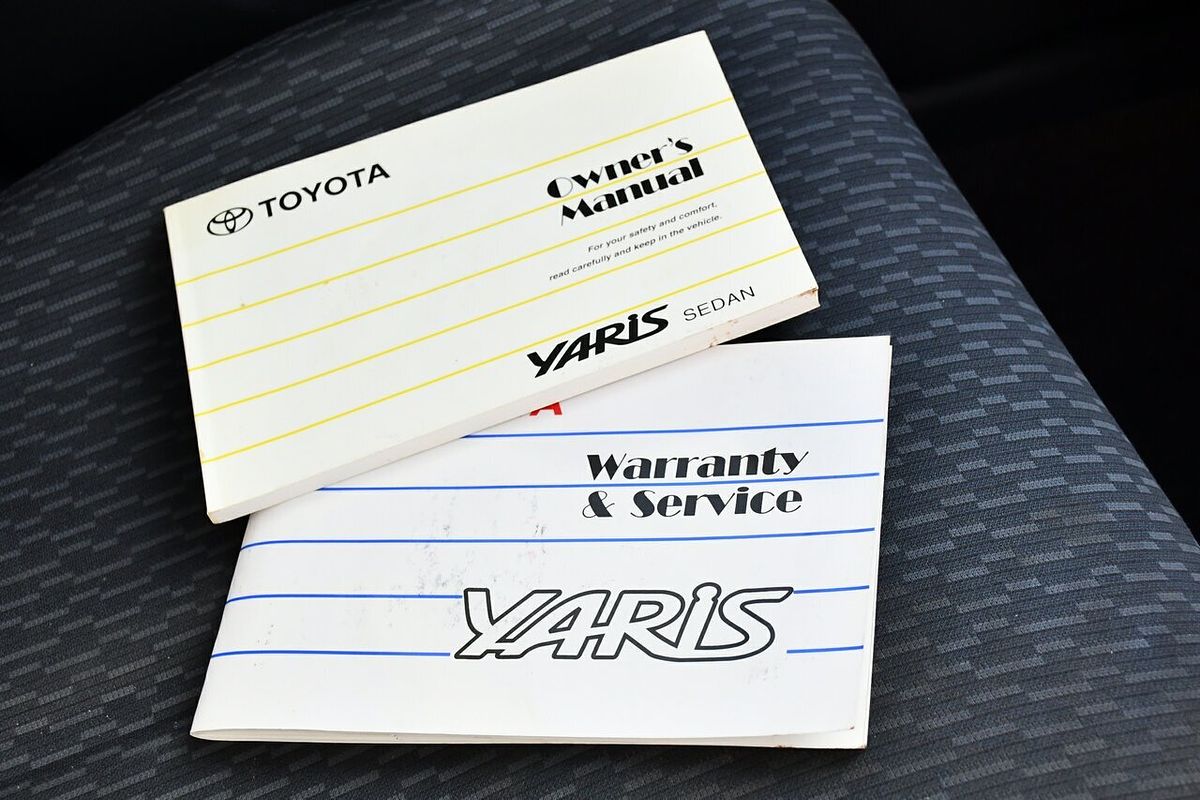 TOYOTA
Owner's
Manual
For your safety and comfort,
read carefully and keep in the vehicle.
YARiS SEDAN
A
Warranty
& Service
YARiS